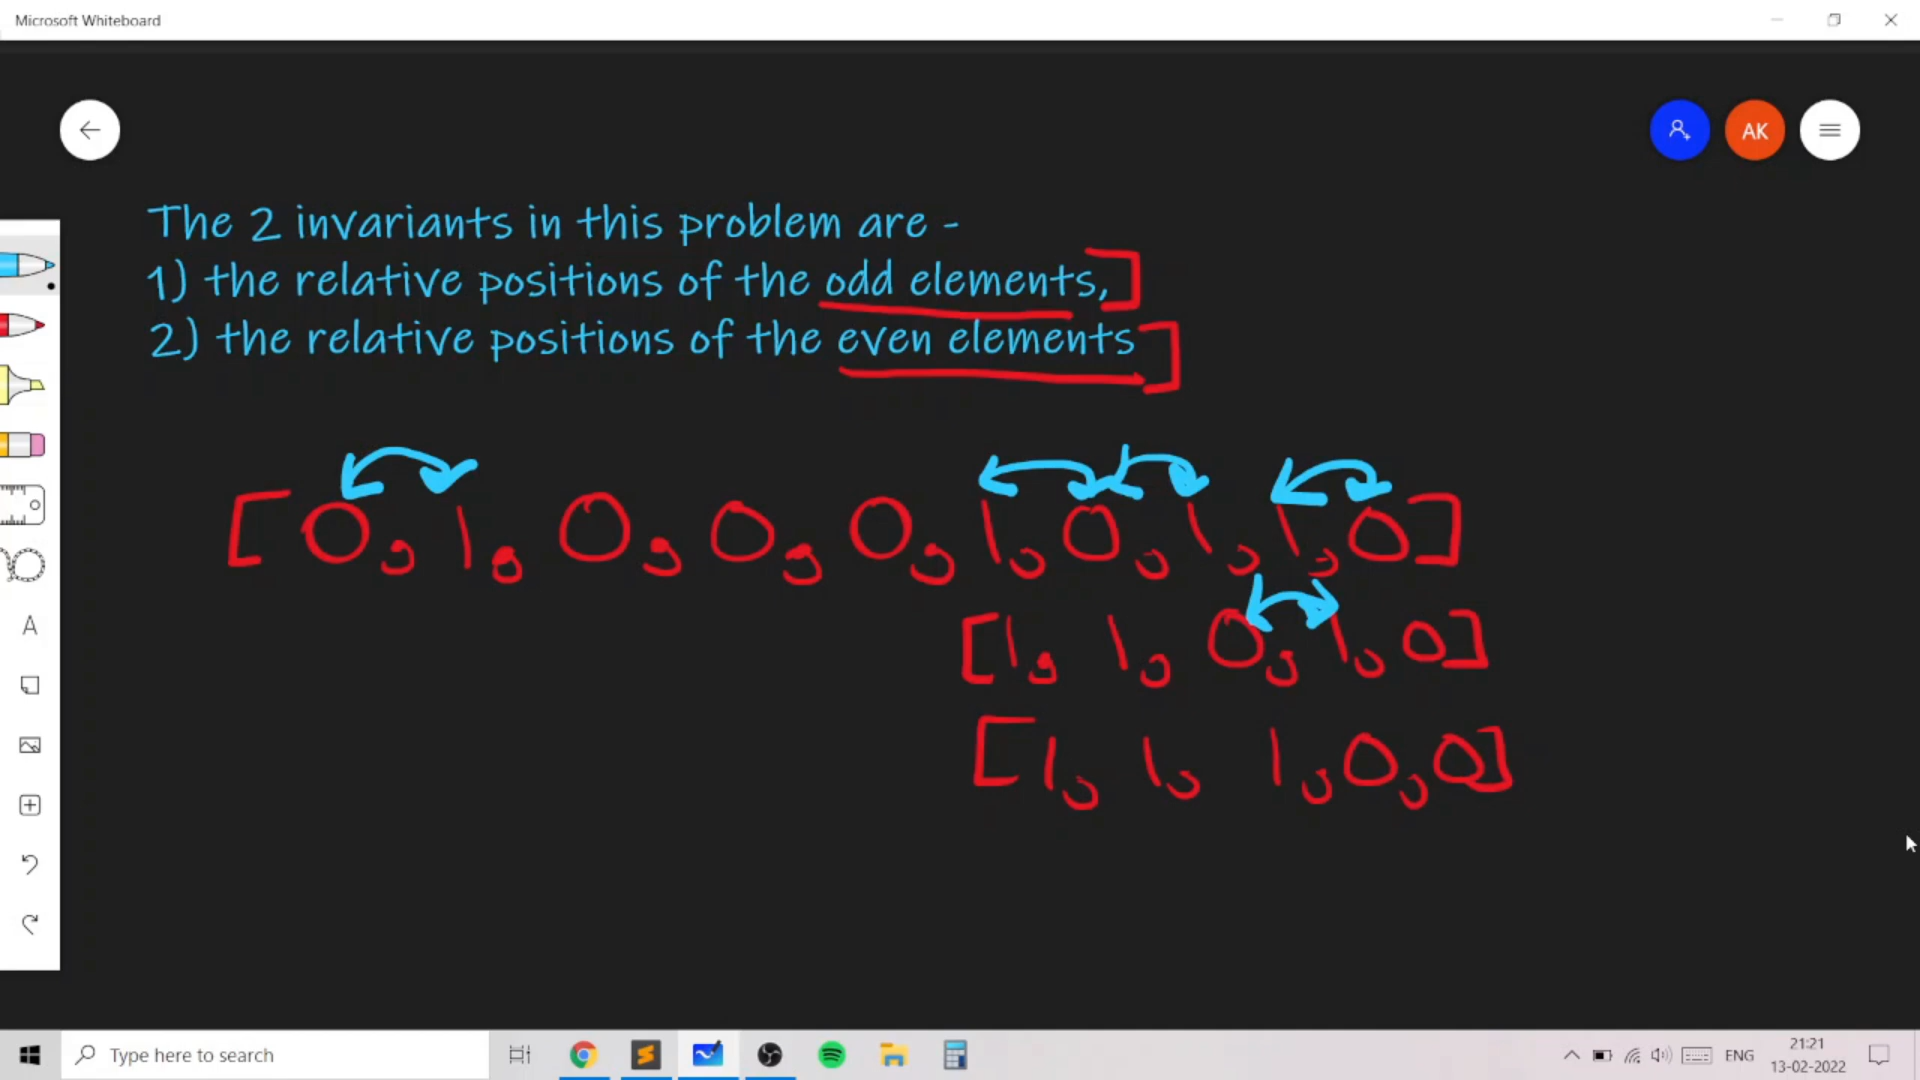 Microsoft Whiteboard
AK
The 2 invariants in this problem are -
1) the relative positions of the odd elements,
2) the relative positions of the even elements
[0, 1, 0, 0, 0, 1, 0, 1, 1, 0]
[1, 1, 0, 1, 0]
[1, 1, 1, 0, 0]
A
Type here to search
ENG
21:21
13-02-2022